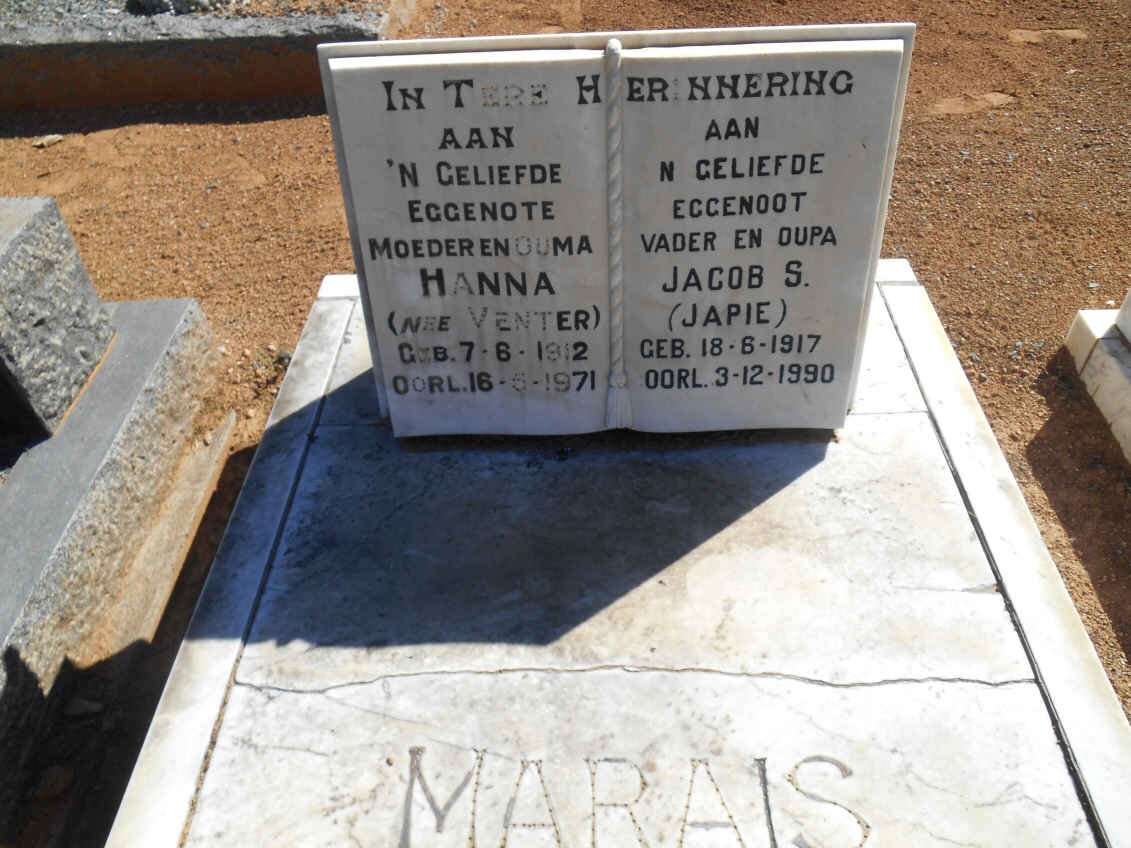 IN TERE HERINNERING
AAN
'N GELIEFDE
EGGENOTE
MOEDER EN OUMA
HANNA
(NEE VENTER)
GEB. 7-6-1912
OORL. 16-6-1971
AAN
N GELIEFDE
EGGENOOT
VADER EN OUPA
JACOB S.
(JAPIE)
GEB. 18-6-1917
OORL. 3-12-1990
MARAIS